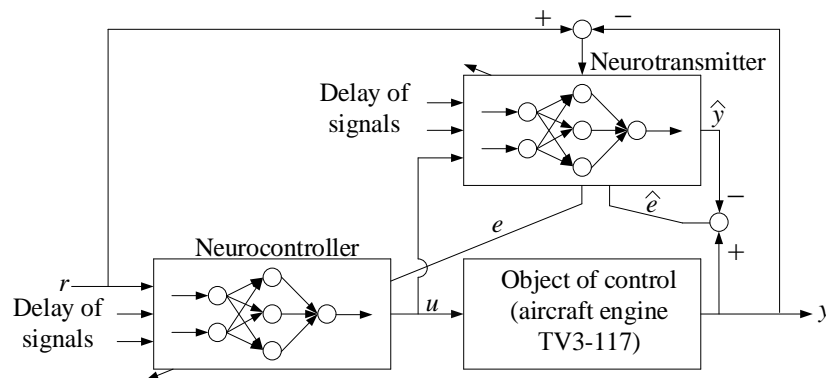 + −
Neurotransmitter
Delay of
signals
ŷ
−
ê
e
+
Neurocontroller
r
Delay of
signals
u
Object of control
(aircraft engine
TV3-117)
y